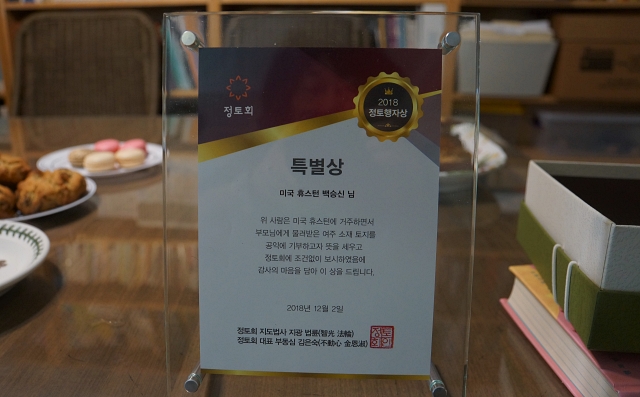 정토회
2018
정토행자상
특별상
미국 휴스턴 백승신 님
위 사람은 미국 휴스턴에 거주하면서
부모님에게 물려받은 여주 소재 토지를
공익에 기부하고자 뜻을 세우고
정토회에 조건없이 보시하였음에
감사의 마음을 담아 이 상을 드립니다.
2018년 12월 2일
정토회 지도법사 지광 법륜(智光 法輪)
정토회 대표 부동심 김은숙(不動心 金恩淑)